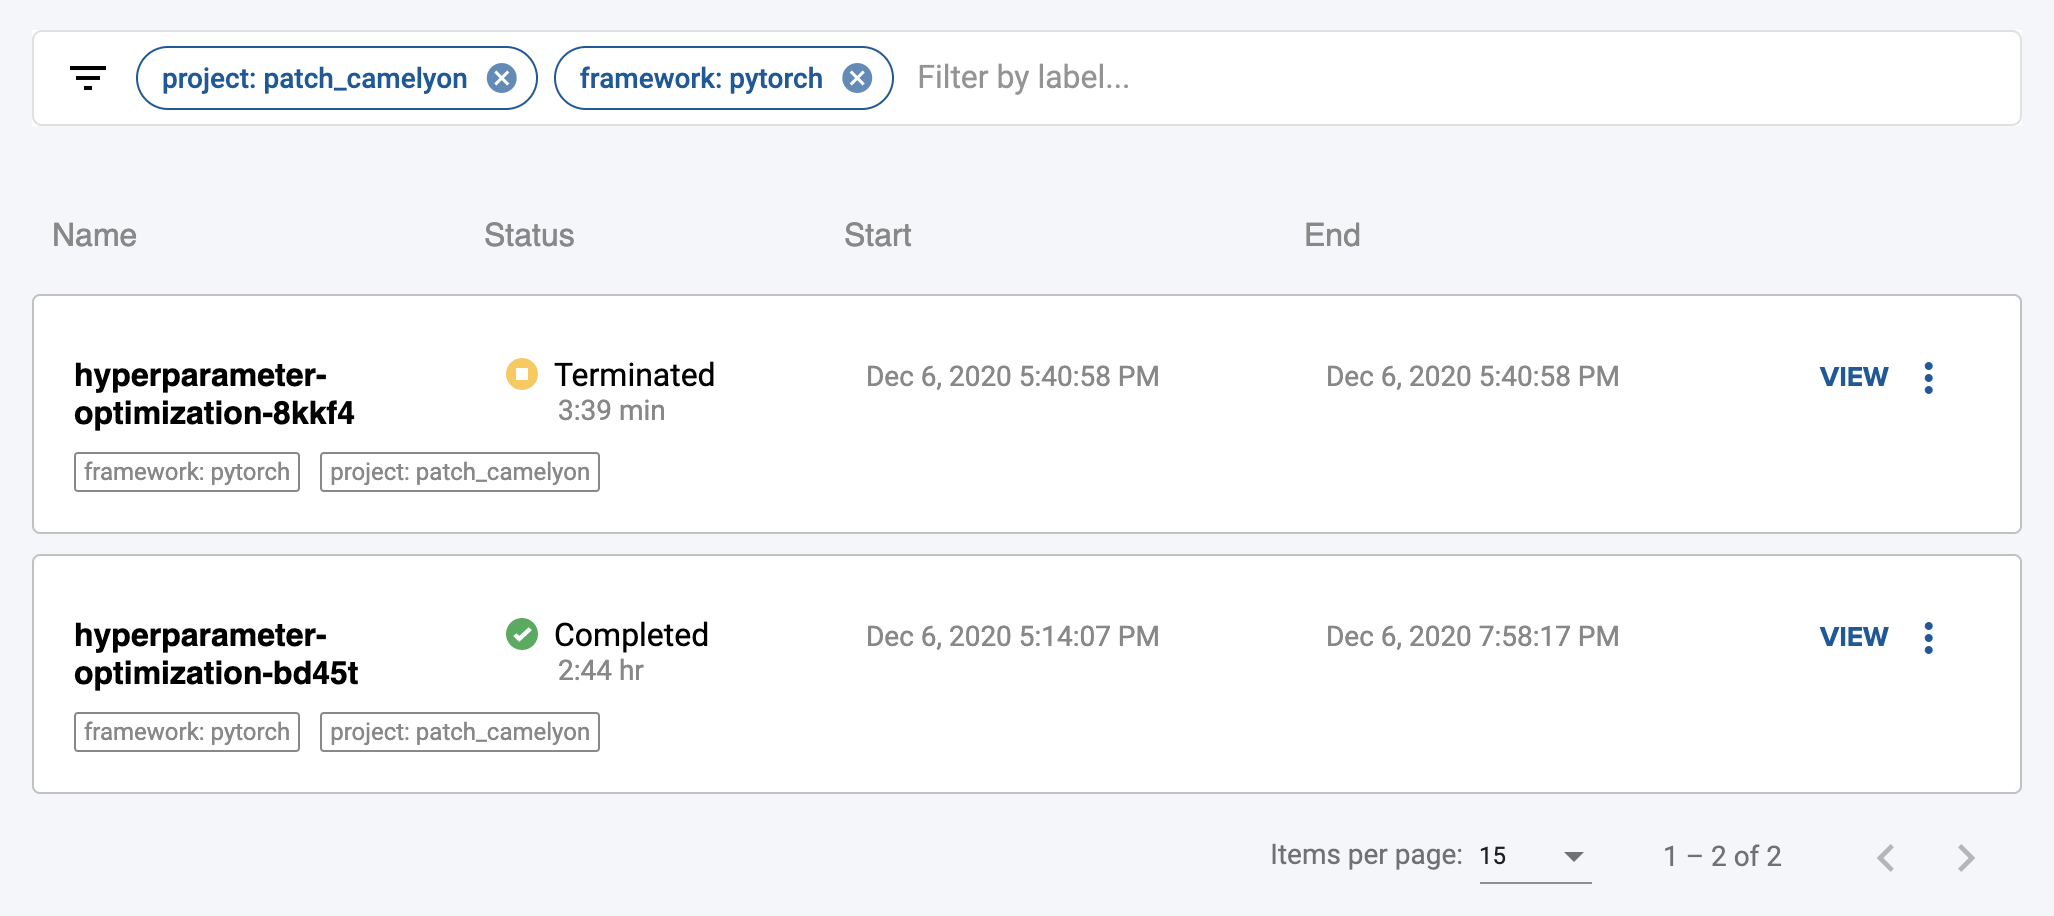 project: patch_camelyon framework: pytorch Filter by label...
Name Status Start End
hyperparameter-
optimization-8kkf4
Terminated
3:39 min
Dec 6, 2020 5:40:58 PM
Dec 6, 2020 5:40:58 PM
VIEW
framework: pytorch project: patch_camelyon
hyperparameter-
optimization-bd45t
Completed
2:44 hr
Dec 6, 2020 5:14:07 PM
Dec 6, 2020 7:58:17 PM
VIEW
framework: pytorch project: patch_camelyon
Items per page: 15 1 – 2 of 2